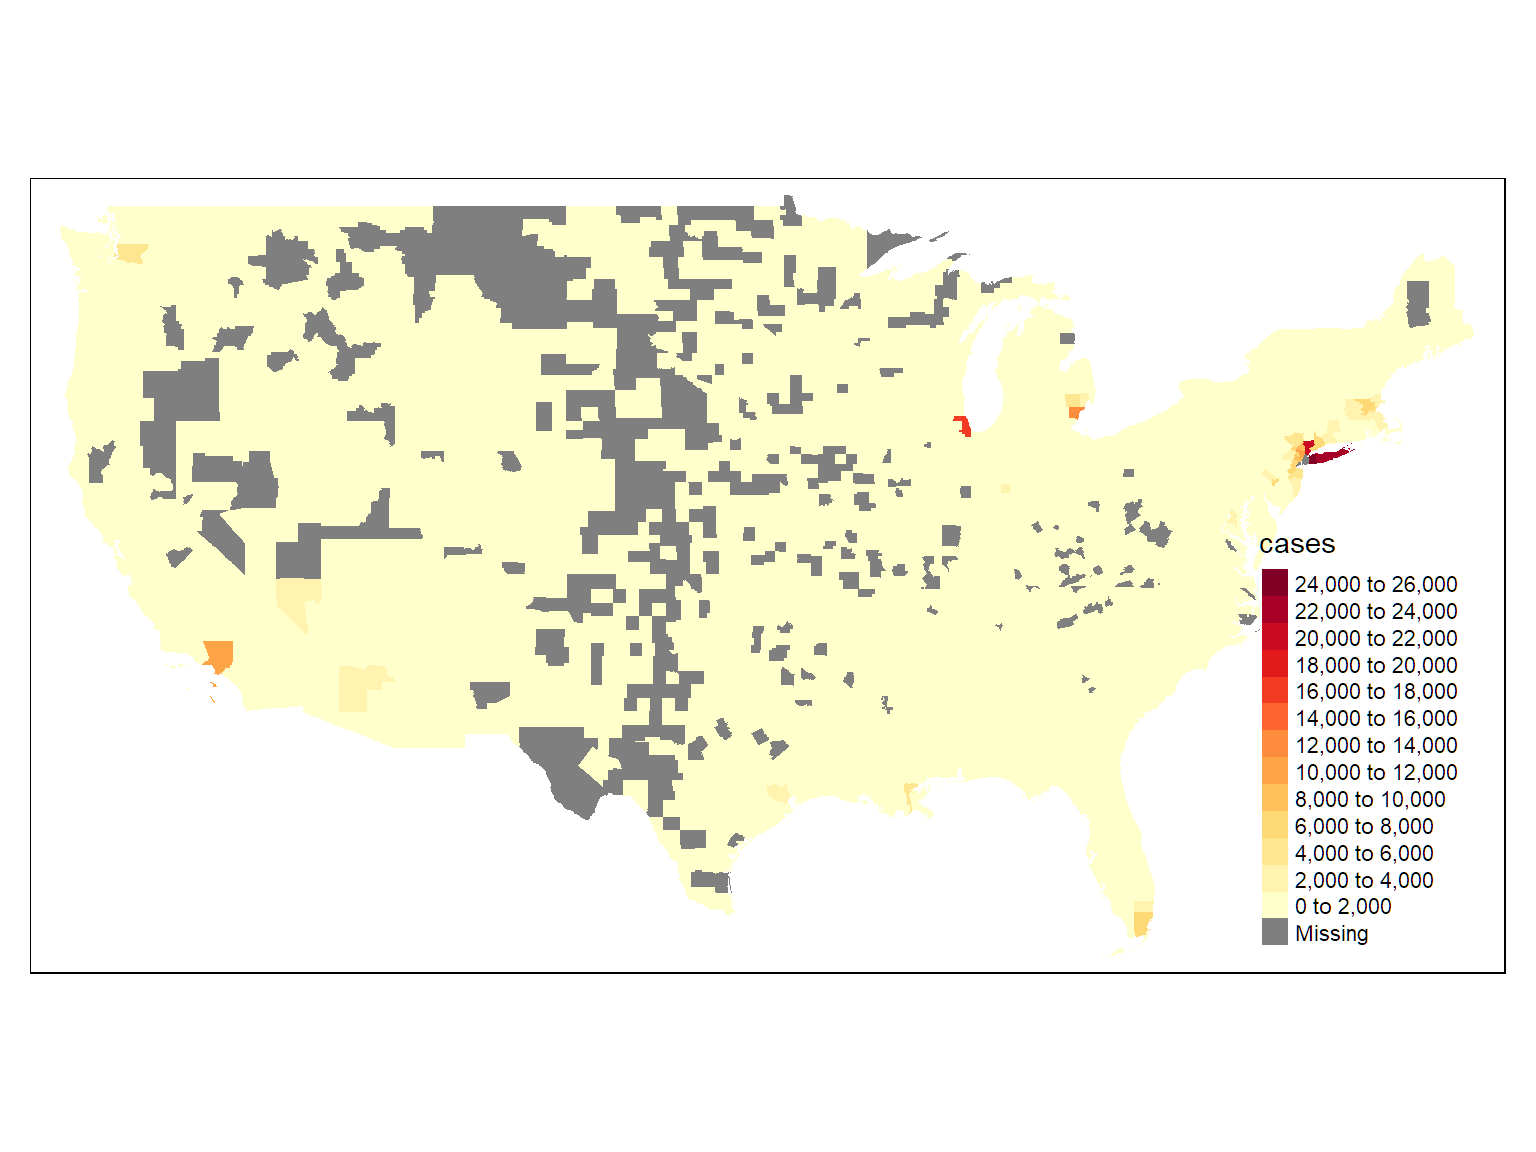 cases
24,000 to 26,000
22,000 to 24,000
20,000 to 22,000
18,000 to 20,000
16,000 to 18,000
14,000 to 16,000
12,000 to 14,000
10,000 to 12,000
8,000 to 10,000
6,000 to 8,000
4,000 to 6,000
2,000 to 4,000
0 to 2,000
Missing